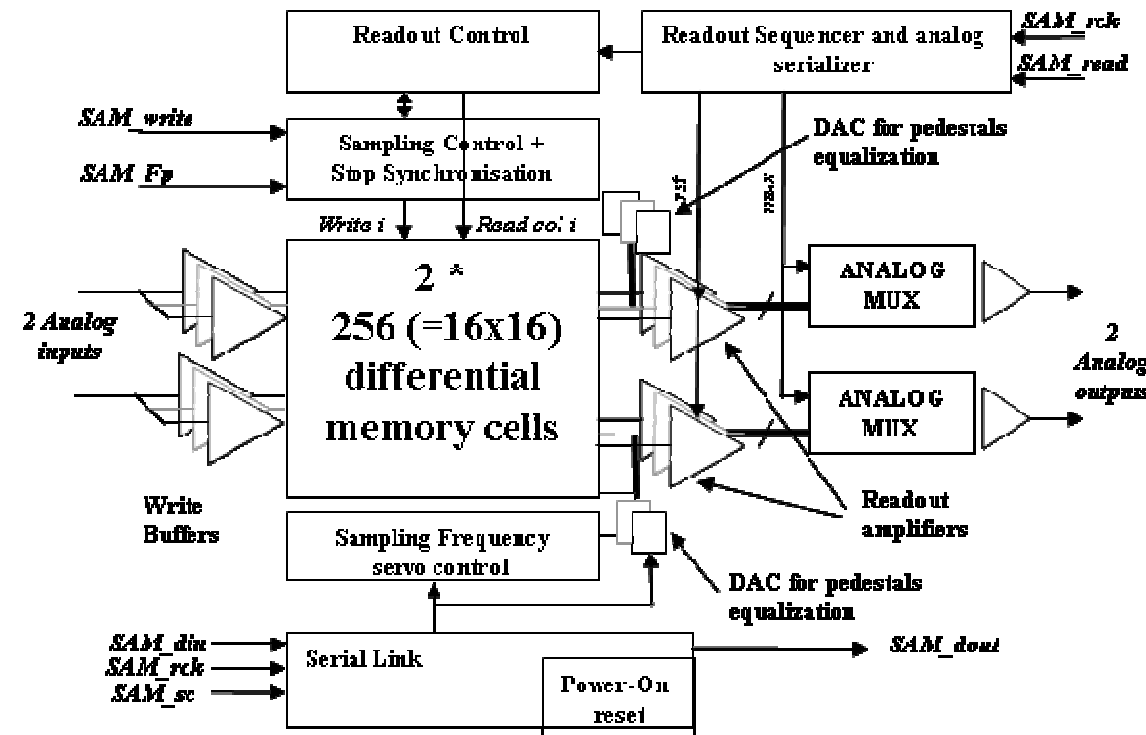 Readout Control
Readout Sequencer and analog
serializer
SAM_rck
SAM_read
SAM_write
SAM_Fp
Sampling Control +
Stop Synchronisation
DAC for pedestals
equalization
rst
mux
Write i
Read col i
2 *
256 (=16x16)
differential
memory cells
2 Analog
inputs
ANALOG
MUX
2
Analog
outputs
ANALOG
MUX
Write
Buffers
Readout
amplifiers
Sampling Frequency
servo control
DAC for pedestals
equalization
SAM_din
SAM_rck
SAM_sc
Serial Link
Power-On
reset
SAM_dout